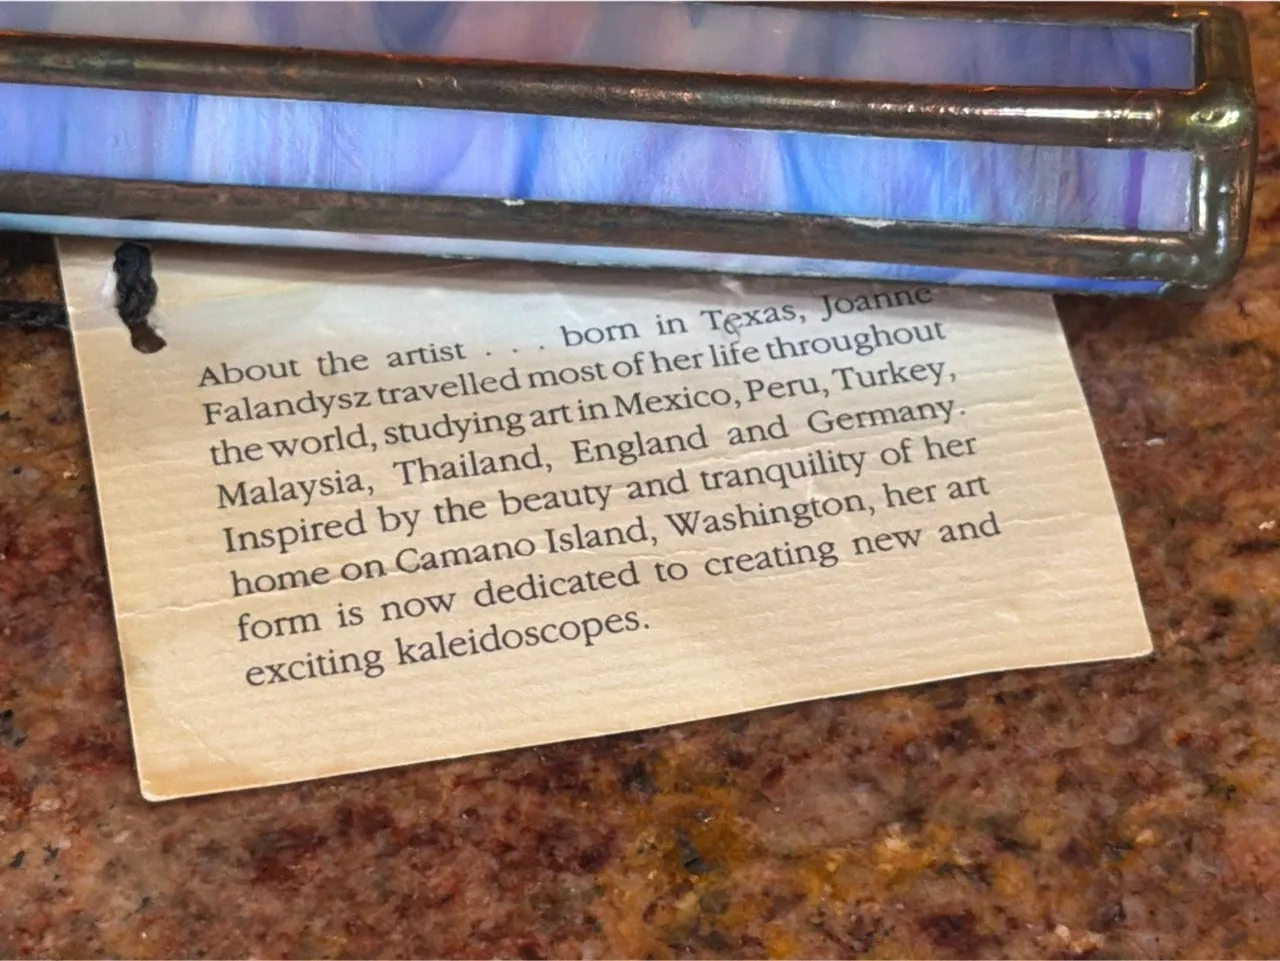 About the artist . . . born in Texas, Joanne
Falandysz travelled most of her life throughout
the world, studying art in Mexico, Peru, Turkey,
Malaysia, Thailand, England and Germany.
Inspired by the beauty and tranquility of her
home on Camano Island, Washington, her art
form is now dedicated to creating new and
exciting kaleidoscopes.